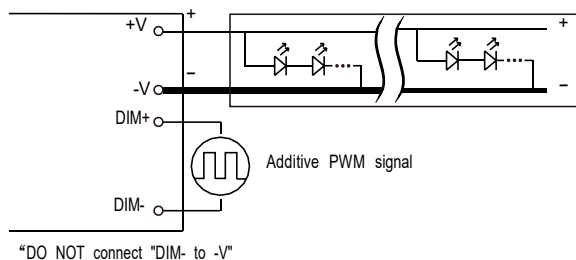 +V
+
-V
−
DIM+
DIM-
Additive PWM signal
+
−
“DO NOT connect "DIM- to -V"